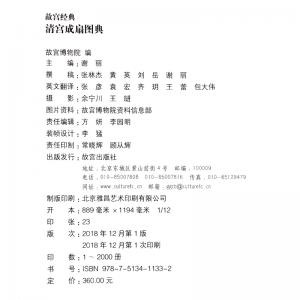 故宫经典
清宫成扇图典
故宫博物院 编
主 编：谢 丽
撰 稿：张林杰 黄 英 刘 岳 谢 丽
英文翻译：张 彦 袁 宏 齐 玥 王 蕾 包大伟
摄 影：余宁川 王 琎
图片资料：故宫博物院资料信息部
责任编辑：方 妍 李园明
装帧设计：李 猛
责任印制：常晓辉 顾从辉
出版发行：故宫出版社
地址：北京东城区景山前街4号 100009
电话：010-85007808 010-85007816 传真：010-65129479
网址：www.culturefc.cn 邮箱：ggcb@culturefc.cn
制版印刷：北京雅昌艺术印刷有限公司
开 本：889毫米×1194毫米 1/12
印 张：23
版 次：2018年12月第1版
2018年12月第1次印刷
印 数：1～2000册
书 号：ISBN 978-7-5134-1133-2
定 价：360.00元